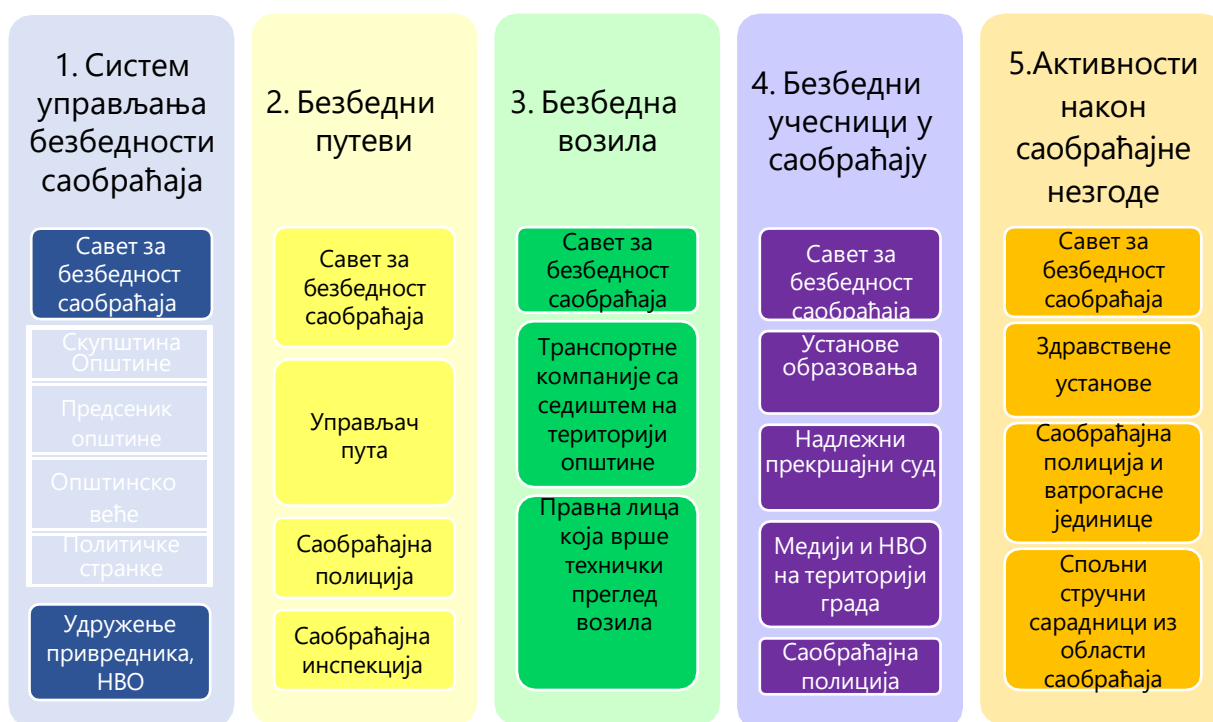 1. Систем
управљања
безбедности
саобраћаја
Савет за
безбедност
саобраћаја
Скупштина
Општине
Предсеник
општине
Општинско
веће
Политичке
странке
Удружење
привредника,
НВО
2. Безбедни
путеви
Савет за
безбедност
саобраћаја
Управљач
пута
Саобраћајна
полиција
Саобраћајна
инспекција
3. Безбедна
возила
Савет за
безбедност
саобраћаја
Транспортне
компаније са
седиштем на
територији
општине
Правна лица
која врше
технички
преглед
возила
4. Безбедни
учесници у
саобраћају
Савет за
безбедност
саобраћаја
Установе
образовања
Надлежни
прекршајни суд
Медији и НВО
на територији
града
Саобраћајна
полиција
5.Активности
након
саобраћајне
незгоде
Савет за
безбедност
саобраћаја
Здравствене
установе
Саобраћајна
полиција и
ватрогасне
јединице
Спољни
стручни
сарадници из
области
саобраћаја